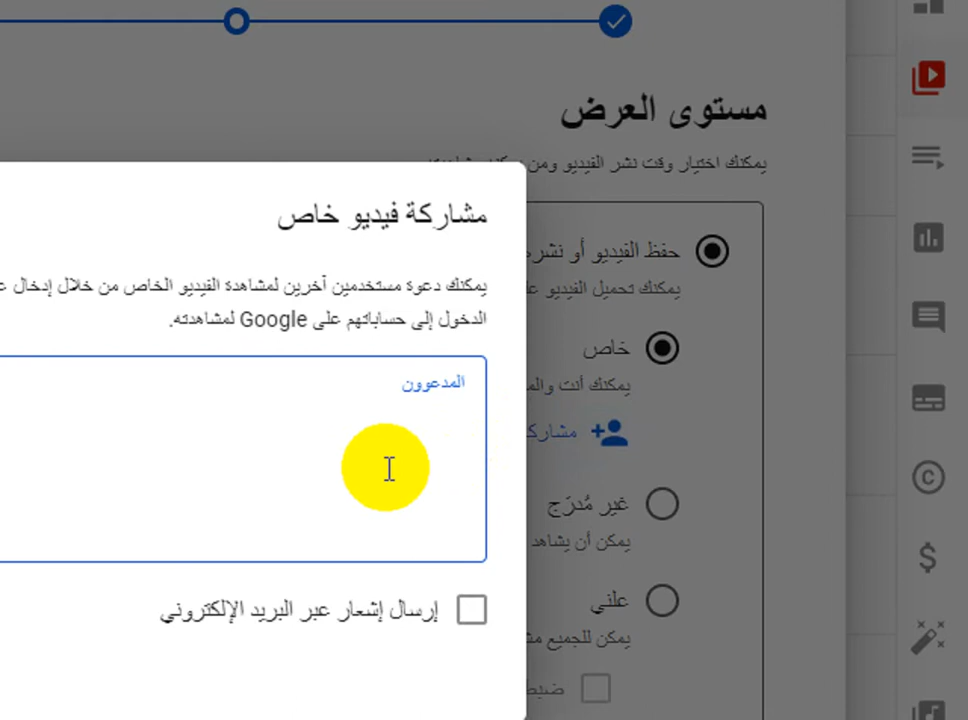 مستوى العرض
يمكنك اختيار وقت نشر الفيديو ومن
حفظ الفيديو أو نشره
يمكنك تحميل الفيديو
خاص
يمكنك أنت
غير مُدرَج
يمكن أن يشاهد
علني
يمكن للجميع
مشاركة فيديو خاص
يمكنك دعوة مستخدمين آخرين لمشاهدة الفيديو الخاص من خلال إدخال
الدخول إلى حساباتهم على Google لمشاهدته.
المدعوون
إرسال إشعار عبر البريد الإلكتروني